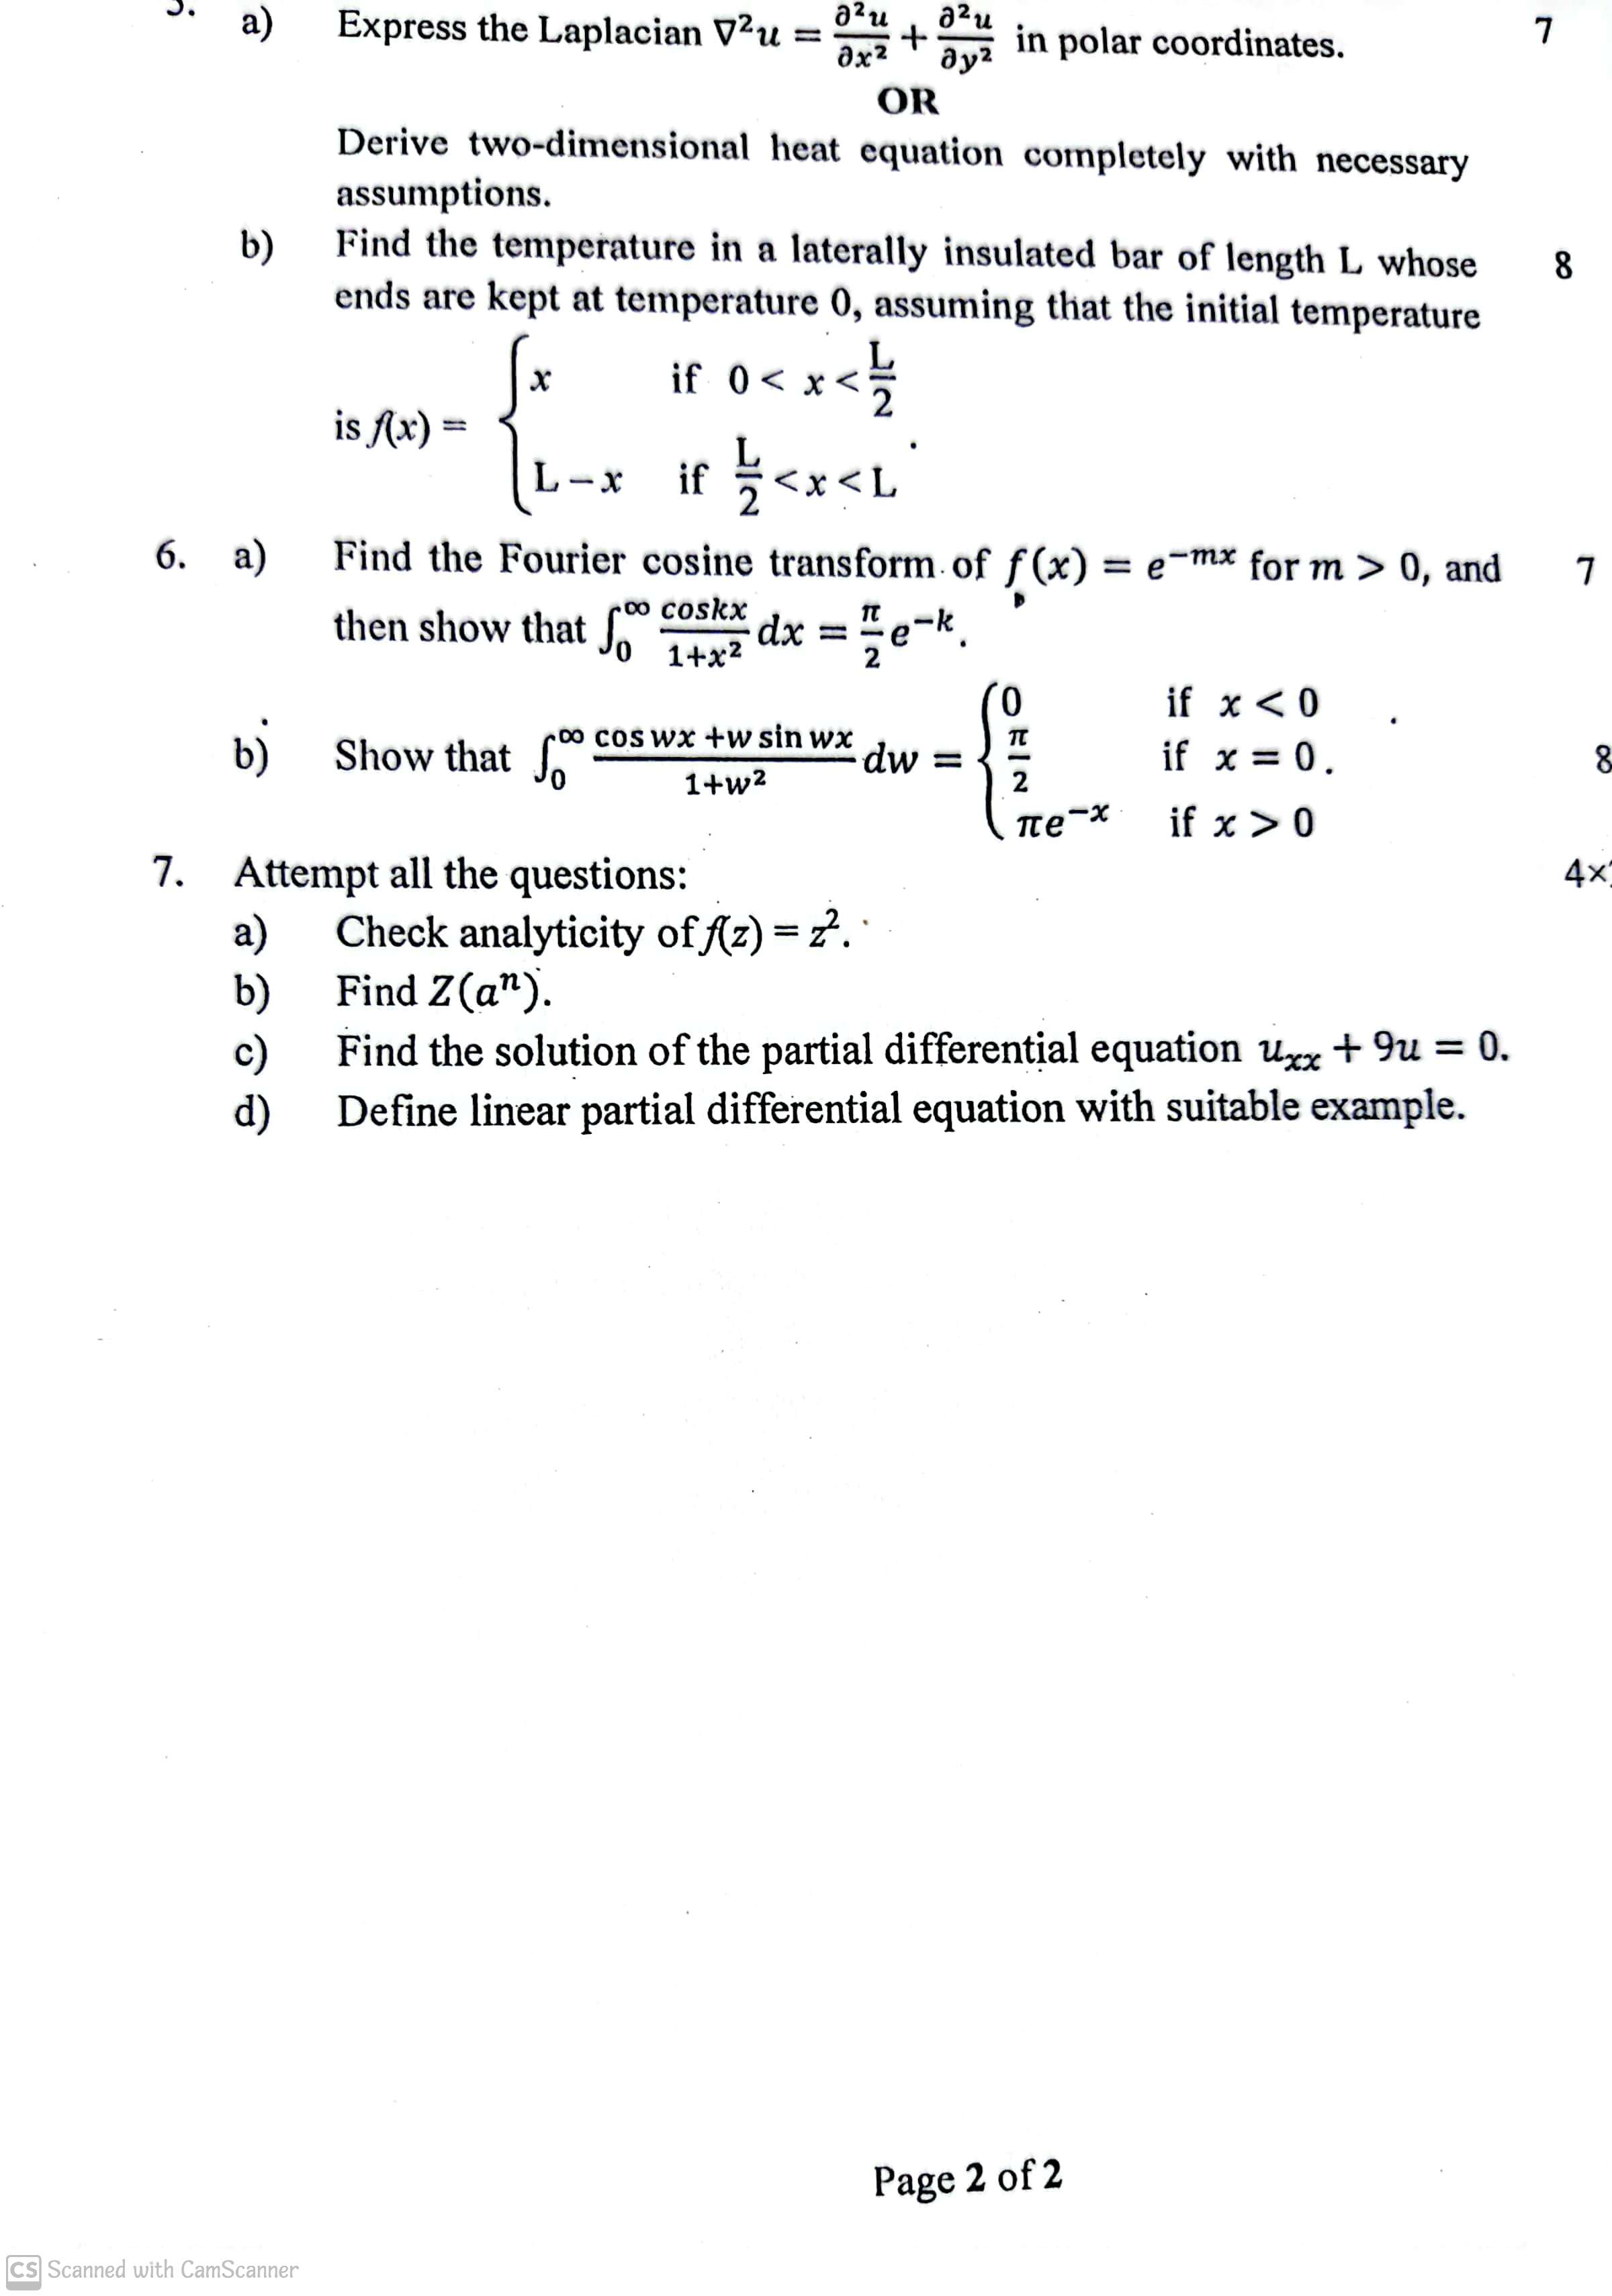 5. a) Express the Laplacian ∇²u = ∂²u/∂x² + ∂²u/∂y² in polar coordinates. 7
OR
Derive two-dimensional heat equation completely with necessary
assumptions.
b) Find the temperature in a laterally insulated bar of length L whose 8
ends are kept at temperature 0, assuming that the initial temperature
is f(x) = { x if 0 < x < L/2
L – x if L/2 < x < L .
6. a) Find the Fourier cosine transform of f(x) = e^(−mx) for m > 0, and 7
then show that ∫₀^∞ coskx/(1+x²) dx = π/2 e^(−k).
b) Show that ∫₀^∞ (cos wx + w sin wx)/(1+w²) dw = { 0 if x < 0
π/2 if x = 0. 8
πe^(−x) if x > 0
7. Attempt all the questions: 4×
a) Check analyticity of f(z) = z².
b) Find Z(aⁿ).
c) Find the solution of the partial differential equation uₓₓ + 9u = 0.
d) Define linear partial differential equation with suitable example.
Page 2 of 2
CS Scanned with CamScanner